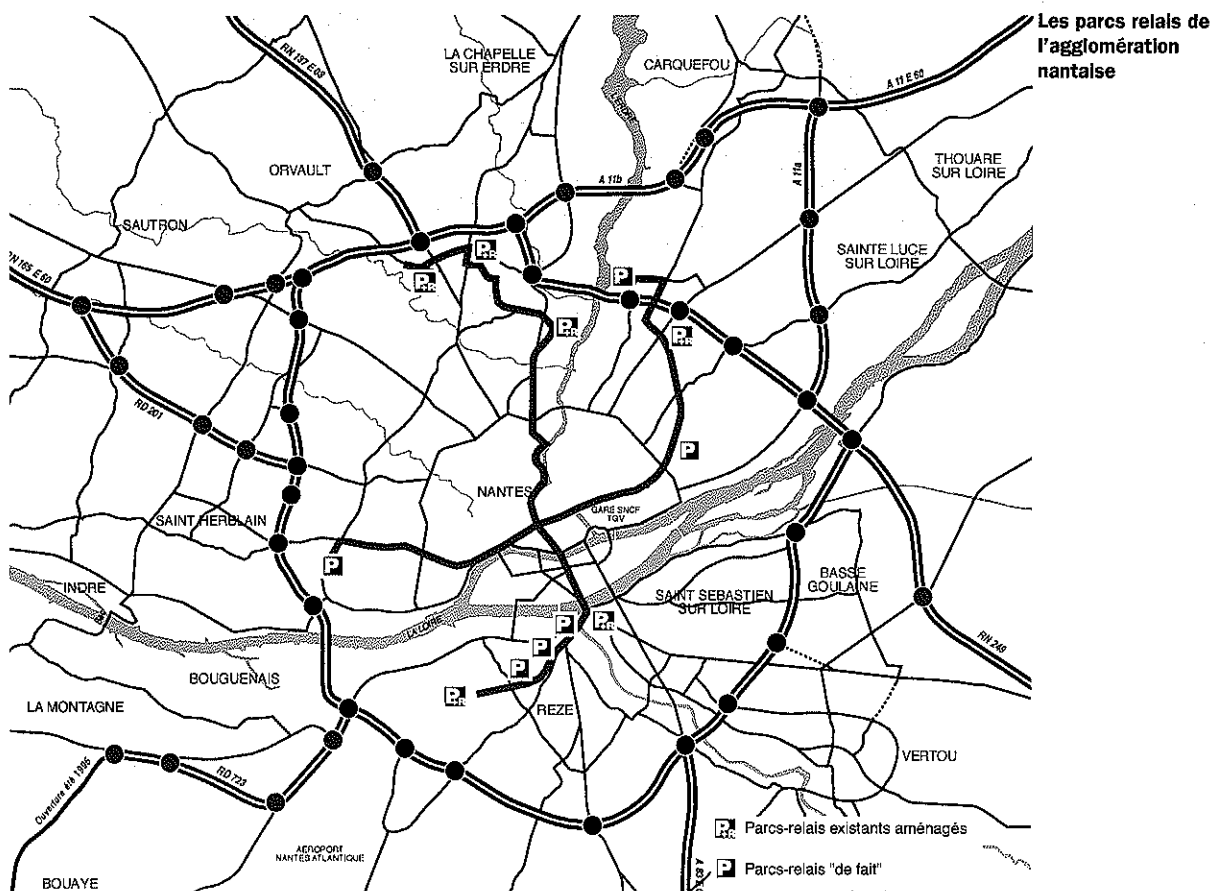 Les parcs relais de
l'agglomération
nantaise
RN 137 E 03
LA CHAPELLE
SUR ERDRE
CARQUEFOU
A 11 E 60
ORVAULT
A 11b
A 11a
THOUARE
SUR LOIRE
SAUTRON
SAINTE LUCE
SUR LOIRE
RN 165 E 60
P+R
P+R
P
P+R
P+R
RD 201
P
NANTES
GARE SNCF
TGV
SAINT HERBLAIN
P
INDRE
BASSE
GOULAINE
SAINT SEBASTIEN
SUR LOIRE
LA LOIRE
P
P+R
P
P
P+R
RN 249
BOUGUENAIS
LA MONTAGNE
REZE
VERTOU
RD 723
Ouverture été 1996
AEROPORT
NANTES ATLANTIQUE
BOUAYE
P+R Parcs-relais existants aménagés
P Parcs-relais "de fait"